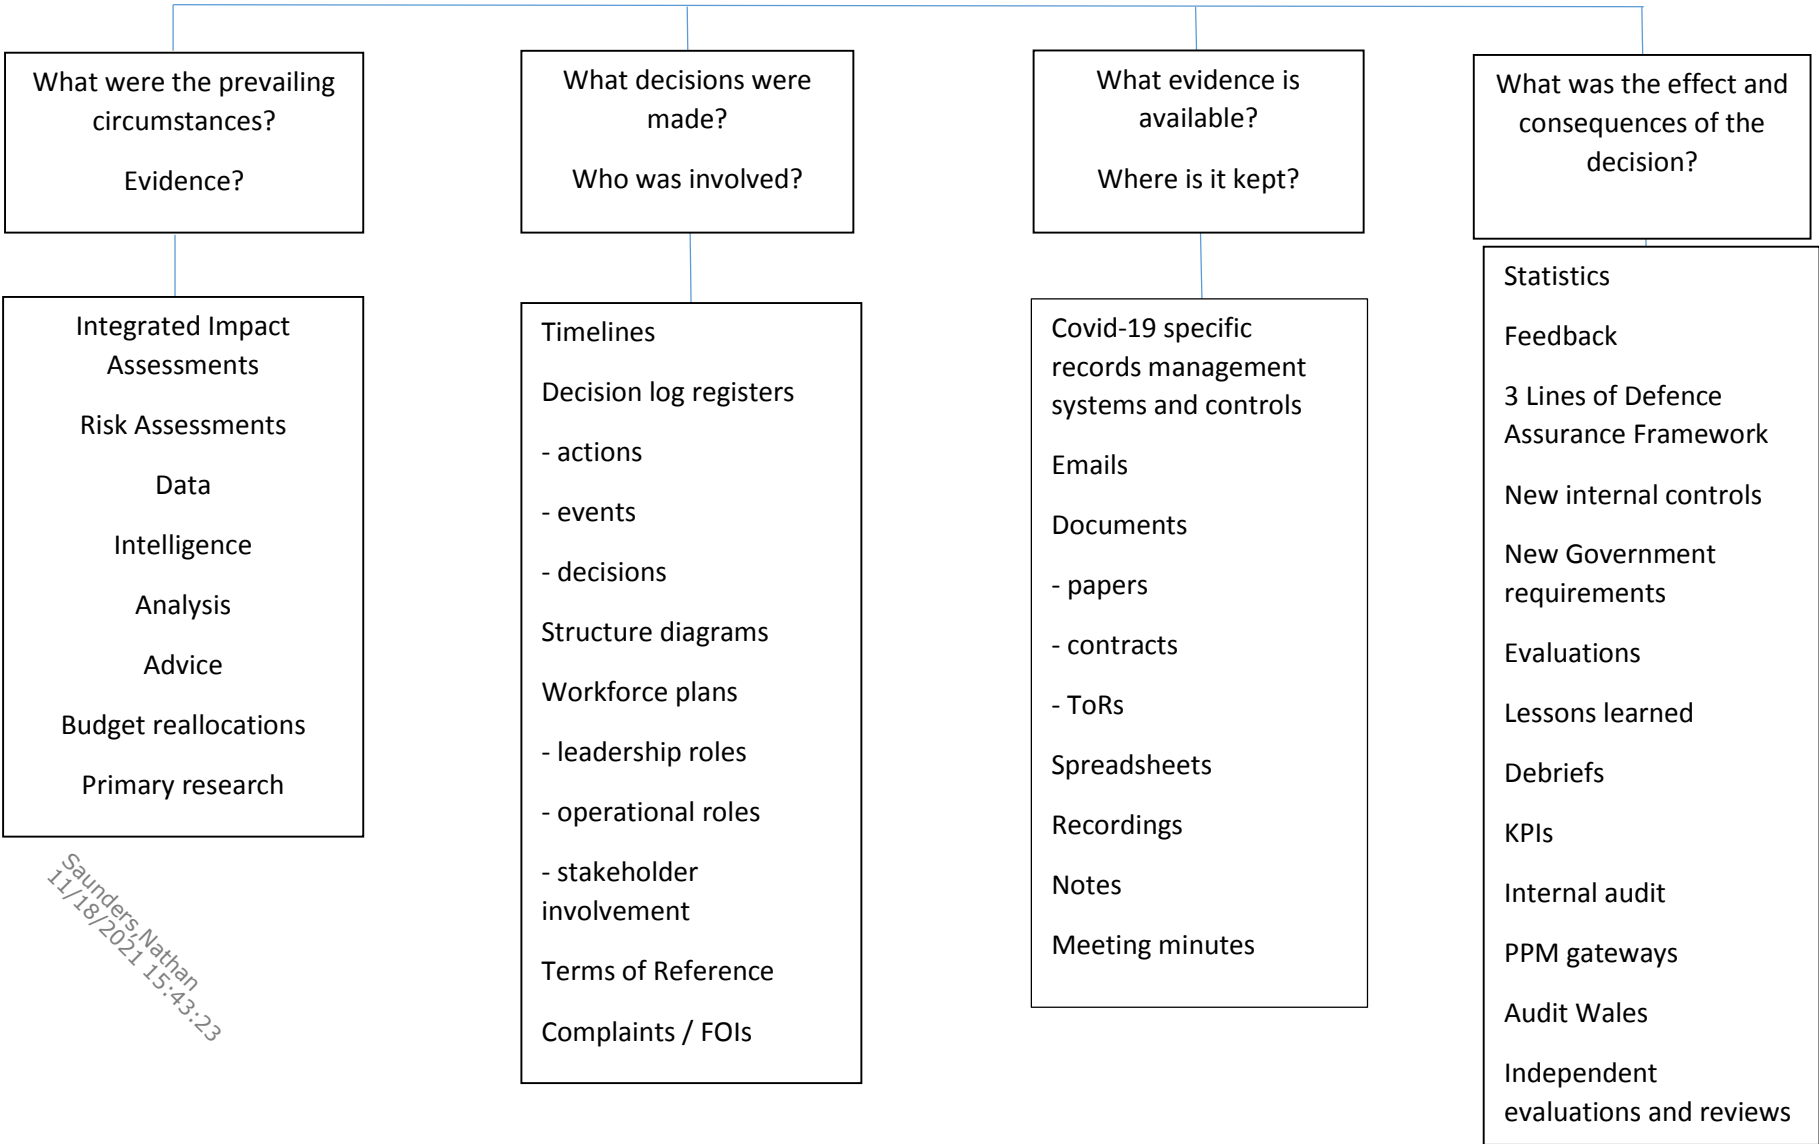 What were the prevailing
circumstances?
Evidence?
Integrated Impact
Assessments
Risk Assessments
Data
Intelligence
Analysis
Advice
Budget reallocations
Primary research
What decisions were
made?
Who was involved?
Timelines
Decision log registers
- actions
- events
- decisions
Structure diagrams
Workforce plans
- leadership roles
- operational roles
- stakeholder
involvement
Terms of Reference
Complaints / FOIs
What evidence is
available?
Where is it kept?
Covid-19 specific
records management
systems and controls
Emails
Documents
- papers
- contracts
- ToRs
Spreadsheets
Recordings
Notes
Meeting minutes
What was the effect and
consequences of the
decision?
Statistics
Feedback
3 Lines of Defence
Assurance Framework
New internal controls
New Government
requirements
Evaluations
Lessons learned
Debriefs
KPIs
Internal audit
PPM gateways
Audit Wales
Independent
evaluations and reviews
Saunders,Nathan
11/18/2021 15:43:23